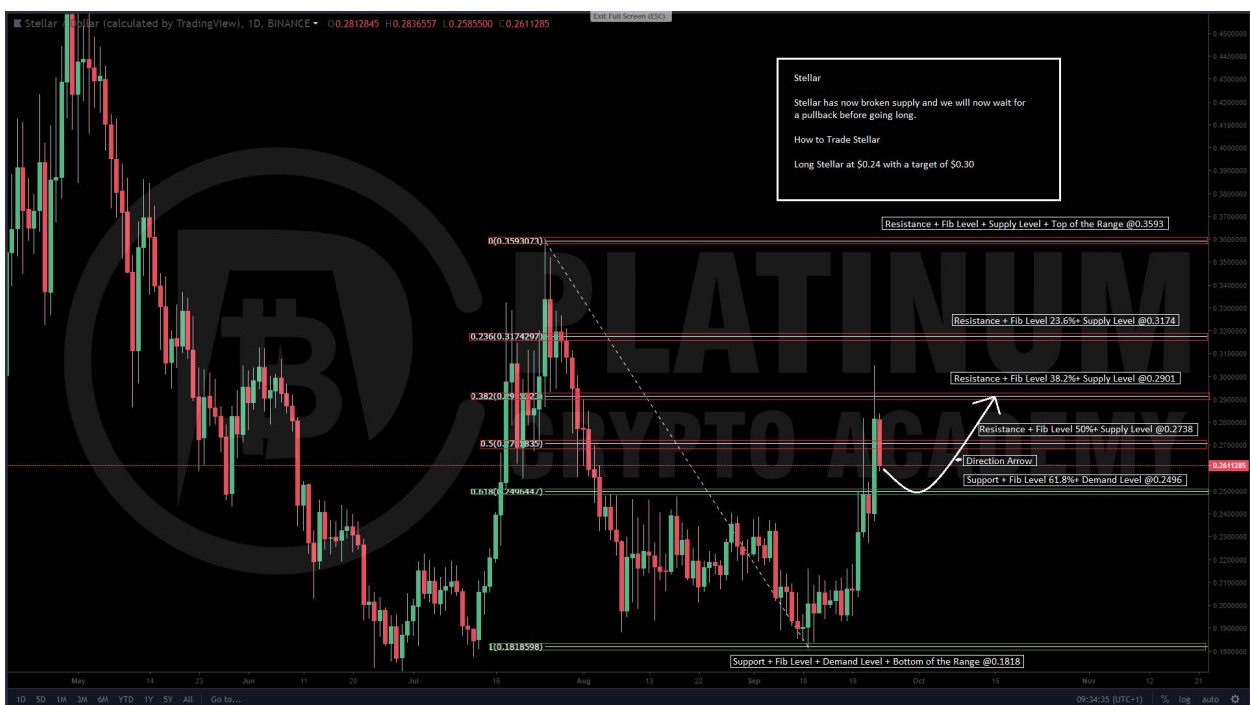 Exit Full Screen (ESC)
Stellar / Dollar (calculated by TradingView), 1D, BINANCE O0.2812845 H0.2836557 L0.2585500 C0.2611285
Stellar
Stellar has now broken supply and we will now wait for
a pullback before going long.
How to Trade Stellar
Long Stellar at $0.24 with a target of $0.30
PLATINUM
CRYPTO ACADEMY
Resistance + Fib Level + Supply Level + Top of the Range @0.3593
0(0.3593073)
Resistance + Fib Level 23.6%+ Supply Level @0.3174
0.236(0.3174297)
Resistance + Fib Level 38.2%+ Supply Level @0.2901
Resistance + Fib Level 50%+ Supply Level @0.2738
Direction Arrow
Support + Fib Level 61.8%+ Demand Level @0.2496
0.618(0.2496447)
1(0.1818598)
Support + Fib Level + Demand Level + Bottom of the Range @0.1818
0.4500000
0.4400000
0.4300000
0.4200000
0.4100000
0.4000000
0.3900000
0.3800000
0.3700000
0.3600000
0.3500000
0.3400000
0.3300000
0.3200000
0.3100000
0.3000000
0.2900000
0.2800000
0.2700000
0.2611285
0.2500000
0.2400000
0.2300000
0.2200000
0.2100000
0.2000000
0.1900000
0.1800000
May 14 23 Jun 11 20 Jul 16 Aug 13 22 Sep 10 19 Oct 15 Nov 12 21
1D 5D 1M 3M 6M YTD 1Y 5Y All Go to... 09:34:35 (UTC+1) % log auto